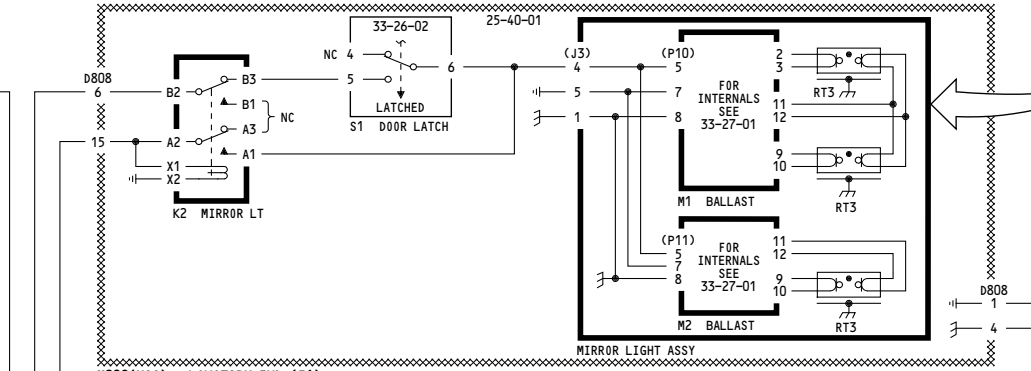 33-26-02
25-40-01
NC 4
5
6
LATCHED
S1 DOOR LATCH
D808
6
15
B2
B3
B1
NC
A3
A2
A1
X1
X2
K2 MIRROR LT
(J3)
4
5
1
(P10)
5
7
8
FOR
INTERNALS
SEE
33-27-01
2
3
11
12
9
10
M1 BALLAST
RT3
RT3
(P11)
5
7
8
FOR
INTERNALS
SEE
33-27-01
11
12
9
10
M2 BALLAST
RT3
MIRROR LIGHT ASSY
D808
1
4